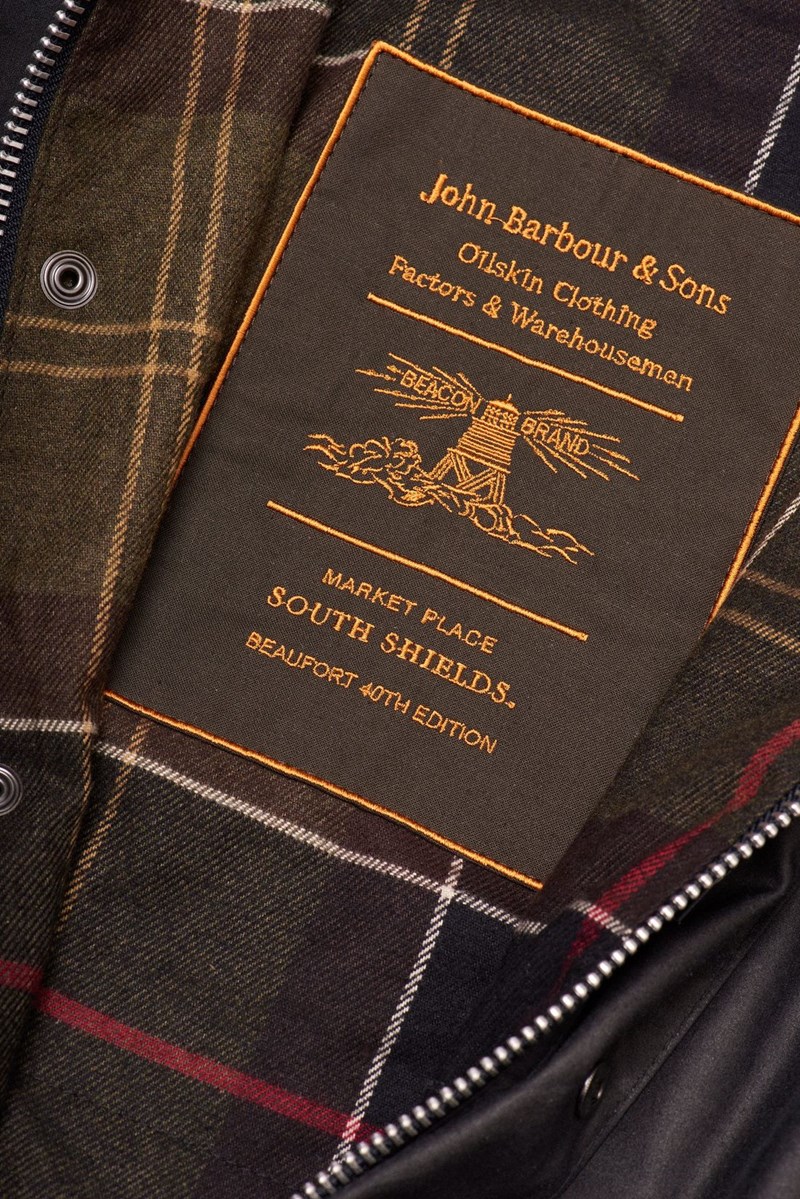 John Barbour & Sons
Oilskin Clothing
Factors & Warehousemen
BEACON BRAND
MARKET PLACE
SOUTH SHIELDS.
BEAUFORT 40TH EDITION